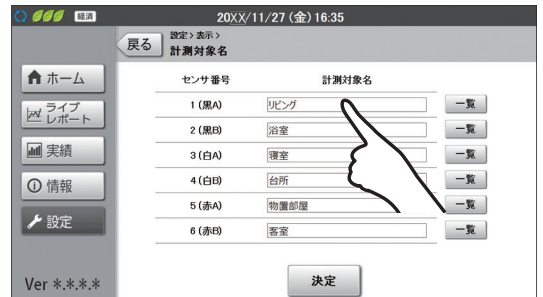 経済
20XX/11/27(金)16:35
戻る
設定> 表示>
計測対象名
ホーム
ライブ
レポート
実績
情報
設定
Ver *.*.*.*
センサ番号 計測対象名
1 (黒A) リビング 一覧
2 (黒B) 浴室 一覧
3 (白A) 寝室 一覧
4 (白B) 台所 一覧
5 (赤A) 物置部屋 一覧
6 (赤B) 客室 一覧
決定